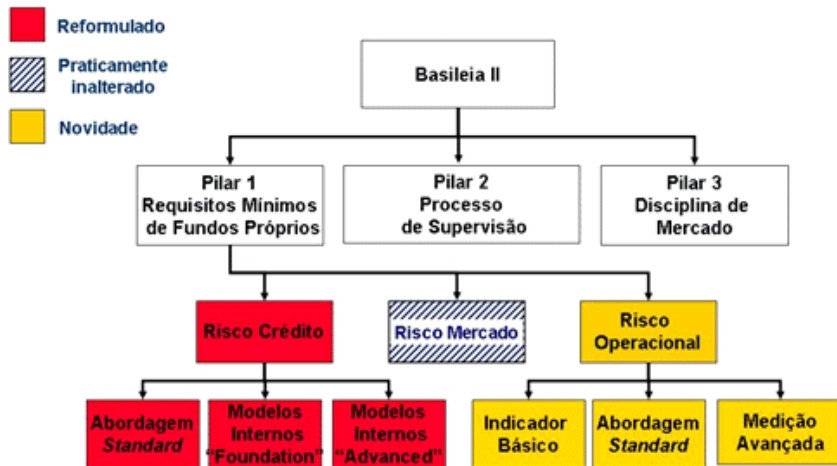 Reformulado
Praticamente
inalterado
Novidade
Basileia II
Pilar 1
Requisitos Mínimos
de Fundos Próprios
Pilar 2
Processo
de Supervisão
Pilar 3
Disciplina de
Mercado
Risco Crédito
Risco Mercado
Risco
Operacional
Abordagem
Standard
Modelos
Internos
"Foundation"
Modelos
Internos
"Advanced"
Indicador
Básico
Abordagem
Standard
Medição
Avançada